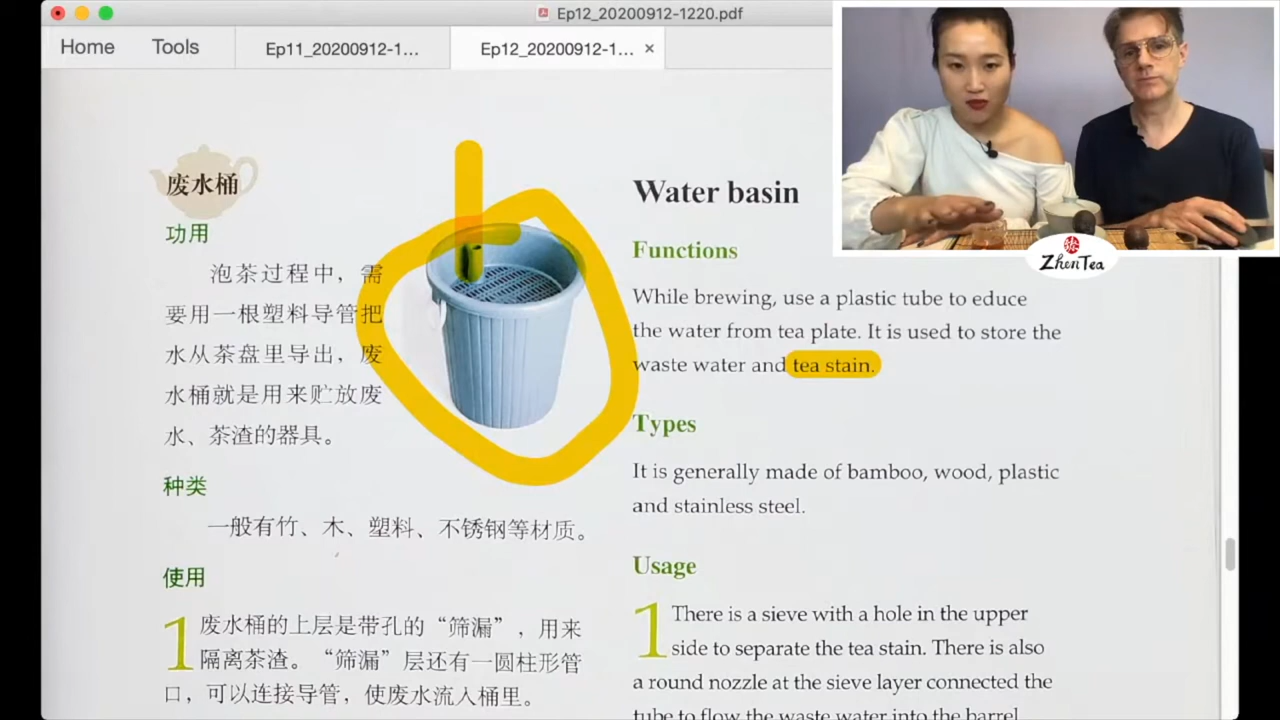 Ep12_20200912-1220.pdf
Home
Tools
Ep11_20200912-1...
Ep12_20200912-1... ×
ZhenTea
废水桶
功用
泡茶过程中，需
要用一根塑料导管把
水从茶盘里导出，废
水桶就是用来贮放废
水、茶渣的器具。
种类
一般有竹、木、塑料、不锈钢等材质。
使用
1 废水桶的上层是带孔的“筛漏”，用来
隔离茶渣。“筛漏”层还有一圆柱形管
口，可以连接导管，使废水流入桶里。
Water basin
Functions
While brewing, use a plastic tube to educe
the water from tea plate. It is used to store the
waste water and tea stain.
Types
It is generally made of bamboo, wood, plastic
and stainless steel.
Usage
1 There is a sieve with a hole in the upper
side to separate the tea stain. There is also
a round nozzle at the sieve layer connected the
tube to flow the waste water into the barrel